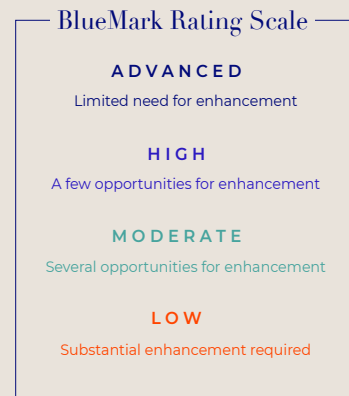 BlueMark Rating Scale
ADVANCED
Limited need for enhancement
HIGH
A few opportunities for enhancement
MODERATE
Several opportunities for enhancement
LOW
Substantial enhancement required